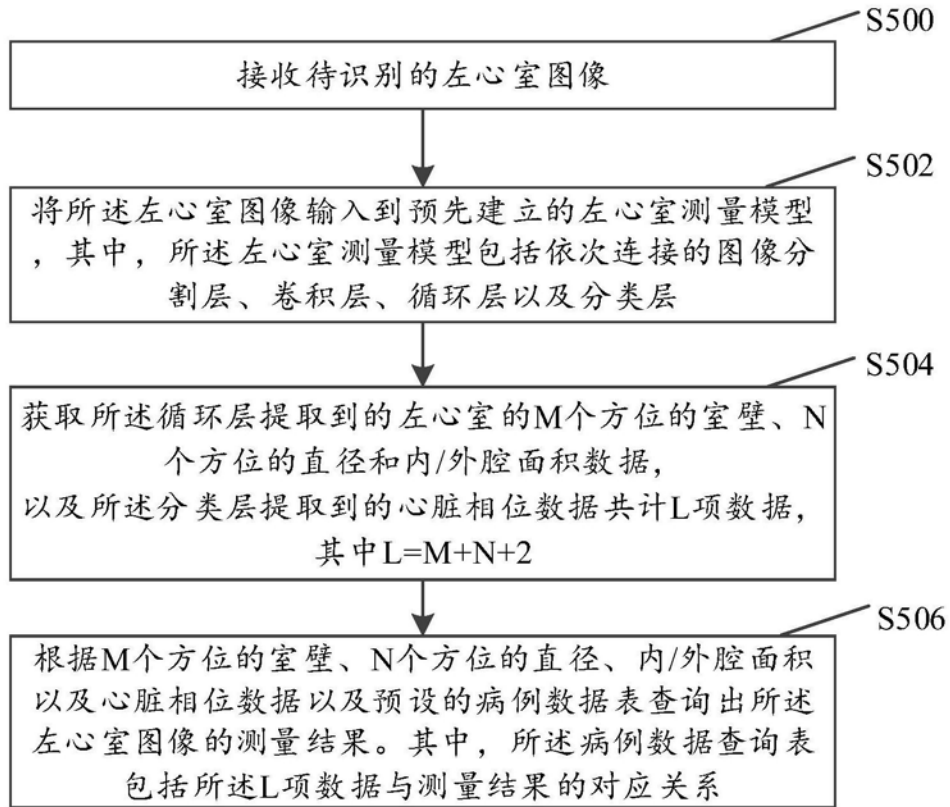 S500
接收待识别的左心室图像
S502
将所述左心室图像输入到预先建立的左心室测量模型
，其中，所述左心室测量模型包括依次连接的图像分
割层、卷积层、循环层以及分类层
S504
获取所述循环层提取到的左心室的M个方位的室壁、N
个方位的直径和内/外腔面积数据，
以及所述分类层提取到的心脏相位数据共计L项数据，
其中L=M+N+2
S506
根据M个方位的室壁、N个方位的直径、内/外腔面积
以及心脏相位数据以及预设的病例数据表查询出所述
左心室图像的测量结果。其中，所述病例数据查询表
包括所述L项数据与测量结果的对应关系